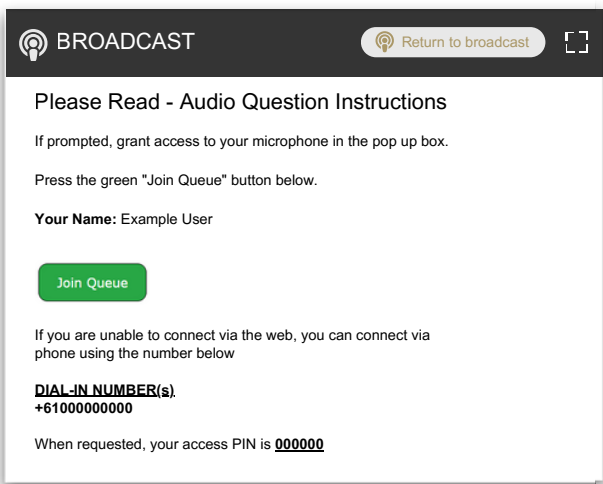 BROADCAST
Return to broadcast
Please Read - Audio Question Instructions
If prompted, grant access to your microphone in the pop up box.
Press the green "Join Queue" button below.
Your Name: Example User
Join Queue
If you are unable to connect via the web, you can connect via
phone using the number below
DIAL-IN NUMBER(s)
+61000000000
When requested, your access PIN is 000000